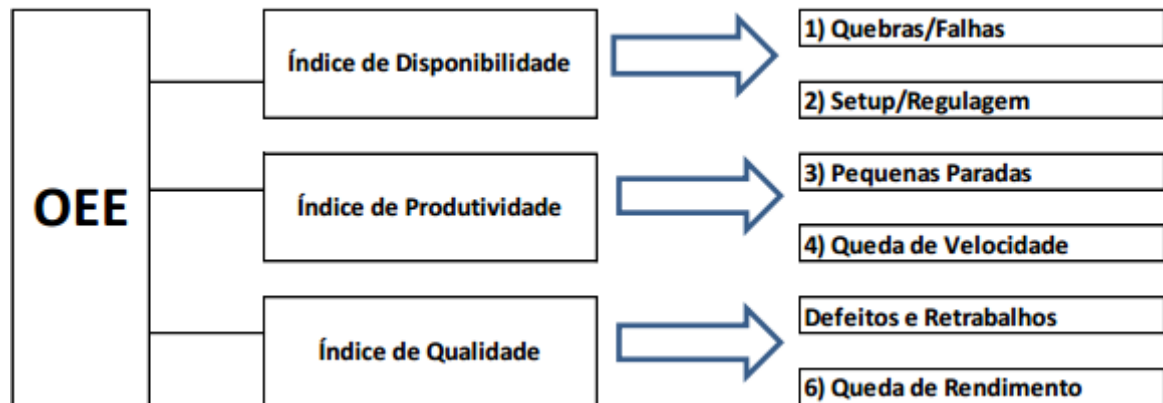 OEE
Índice de Disponibilidade
1) Quebras/Falhas
2) Setup/Regulagem
Índice de Produtividade
3) Pequenas Paradas
4) Queda de Velocidade
Índice de Qualidade
Defeitos e Retrabalhos
6) Queda de Rendimento